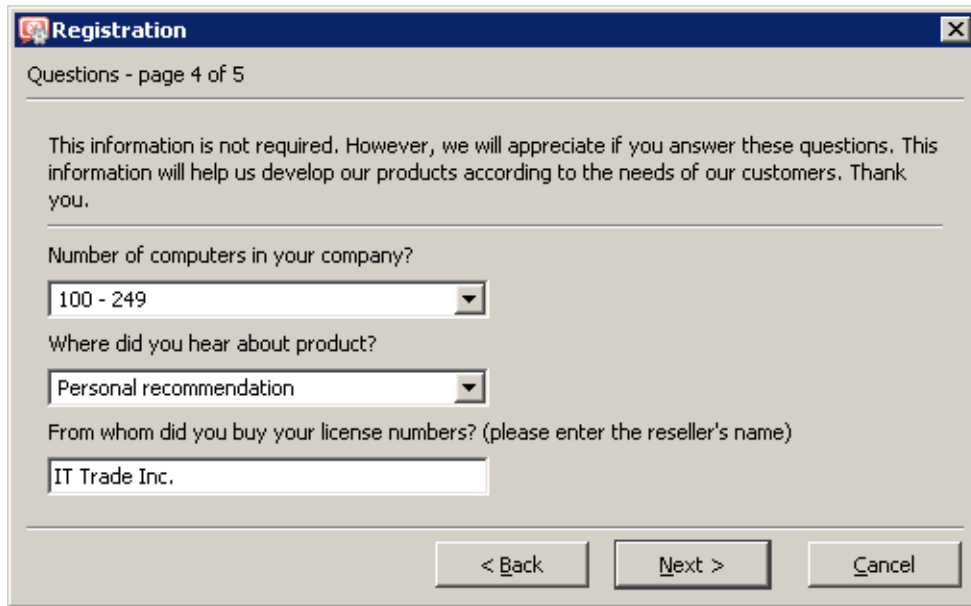 Registration
Questions - page 4 of 5
This information is not required. However, we will appreciate if you answer these questions. This
information will help us develop our products according to the needs of our customers. Thank
you.
Number of computers in your company?
100 - 249
Where did you hear about product?
Personal recommendation
From whom did you buy your license numbers? (please enter the reseller's name)
IT Trade Inc.
< Back Next > Cancel